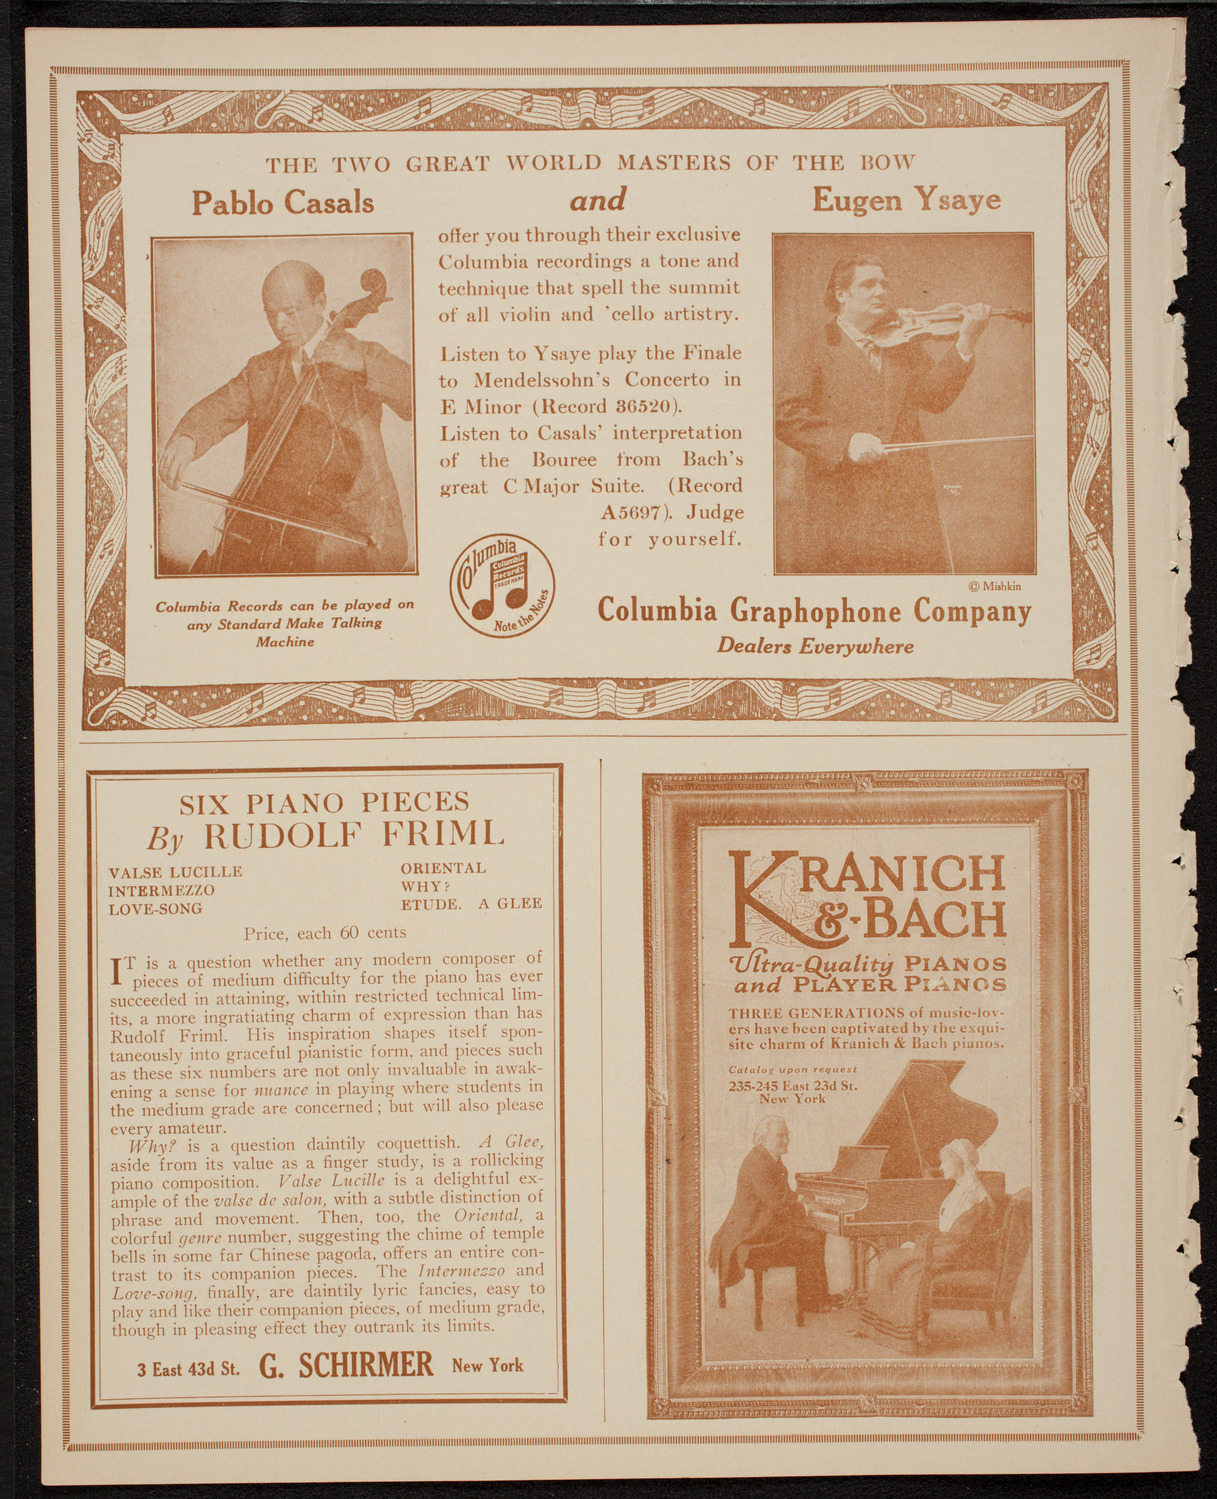 THE TWO GREAT WORLD MASTERS OF THE BOW
Pablo Casals and Eugen Ysaye
offer you through their exclusive
Columbia recordings a tone and
technique that spell the summit
of all violin and 'cello artistry.
Listen to Ysaye play the Finale
to Mendelssohn's Concerto in
E Minor (Record 36520).
Listen to Casals' interpretation
of the Bouree from Bach's
great C Major Suite. (Record
A5697). Judge
for yourself.
© Mishkin
Columbia Records can be played on
any Standard Make Talking
Machine
Columbia
Columbia
Records
TRADE MARK
Note the Notes
Columbia Graphophone Company
Dealers Everywhere
SIX PIANO PIECES
By RUDOLF FRIML
VALSE LUCILLE
INTERMEZZO
LOVE-SONG
ORIENTAL
WHY?
ETUDE. A GLEE
Price, each 60 cents
IT is a question whether any modern composer of
pieces of medium difficulty for the piano has ever
succeeded in attaining, within restricted technical lim-
its, a more ingratiating charm of expression than has
Rudolf Friml. His inspiration shapes itself spon-
taneously into graceful pianistic form, and pieces such
as these six numbers are not only invaluable in awak-
ening a sense for nuance in playing where students in
the medium grade are concerned; but will also please
every amateur.
Why? is a question daintily coquettish. A Glee,
aside from its value as a finger study, is a rollicking
piano composition. Valse Lucille is a delightful ex-
ample of the valse de salon, with a subtle distinction of
phrase and movement. Then, too, the Oriental, a
colorful genre number, suggesting the chime of temple
bells in some far Chinese pagoda, offers an entire con-
trast to its companion pieces. The Intermezzo and
Love-song, finally, are daintily lyric fancies, easy to
play and like their companion pieces, of medium grade,
though in pleasing effect they outrank its limits.
3 East 43d St. G. SCHIRMER New York
KRANICH
&-BACH
Ultra-Quality PIANOS
and PLAYER PIANOS
THREE GENERATIONS of music-lov-
ers have been captivated by the exqui-
site charm of Kranich & Bach pianos.
Catalog upon request
235-245 East 23d St.
New York